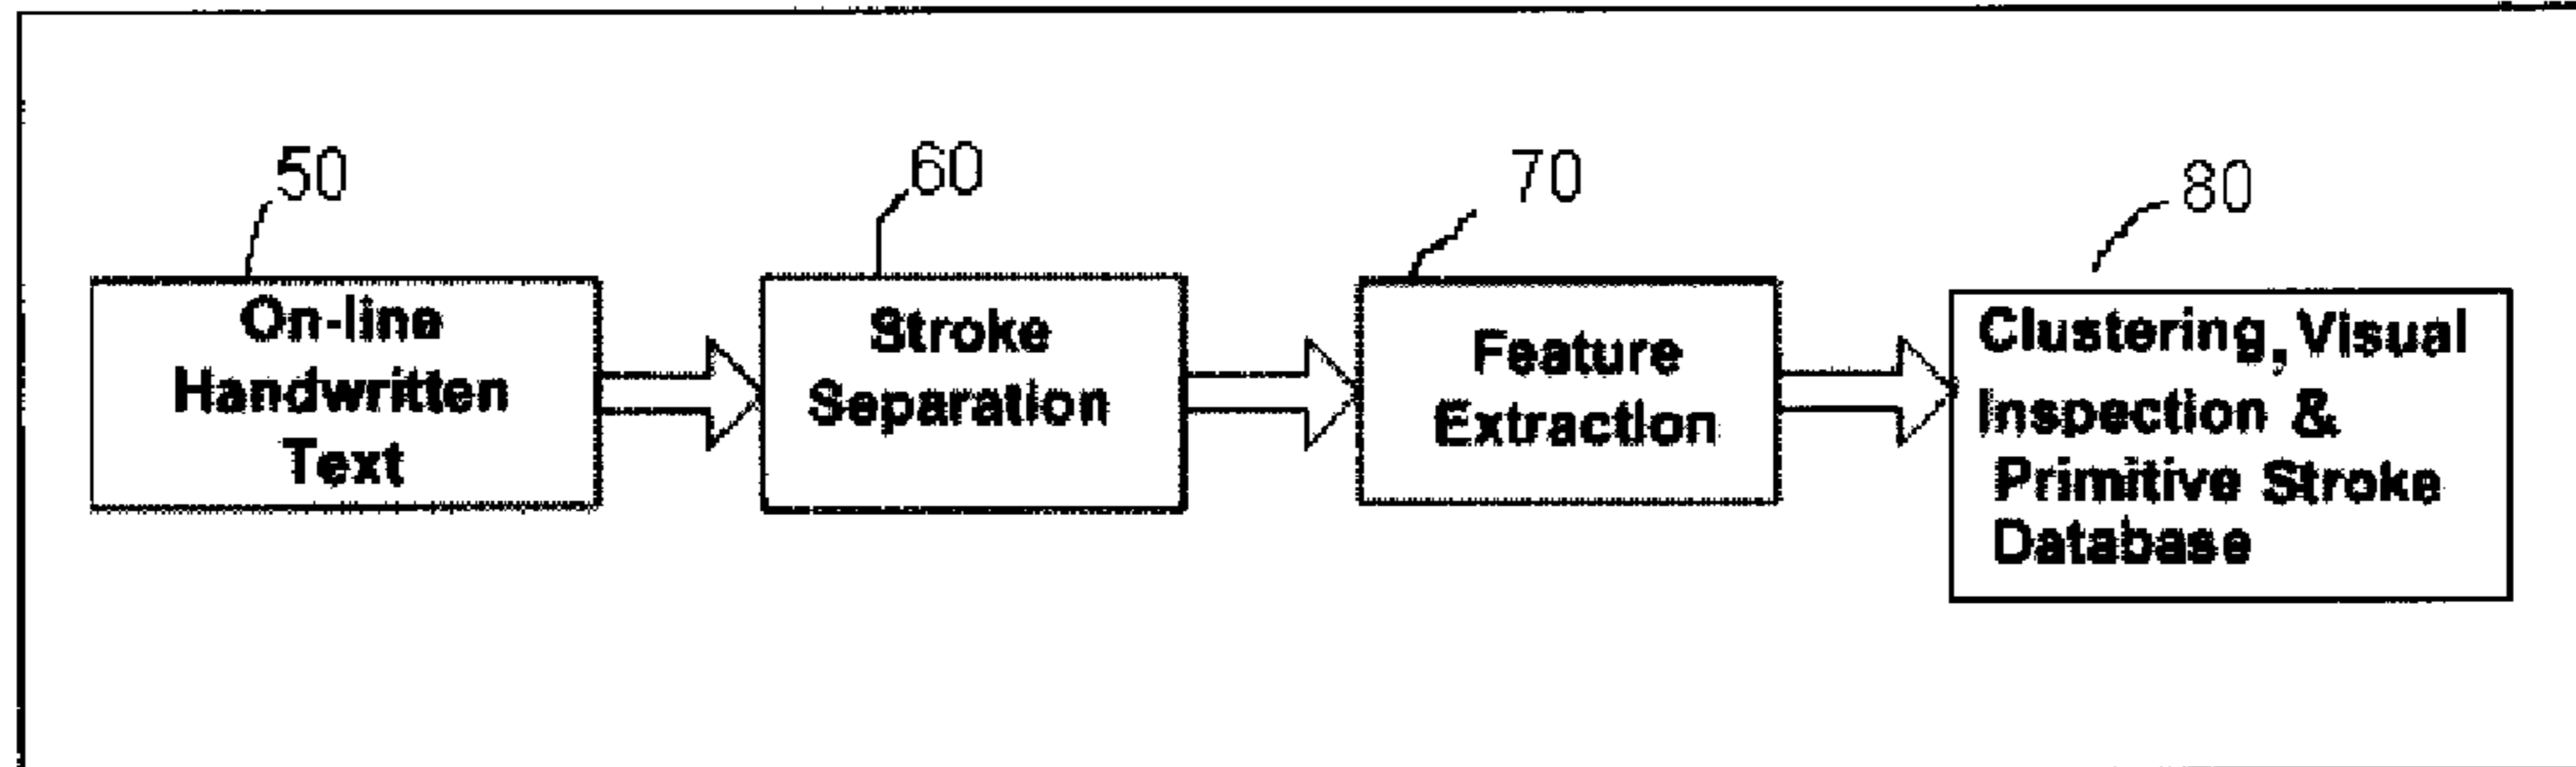 50
60
70
80
On-line
Handwritten
Text
Stroke
Separation
Feature
Extraction
Clustering, Visual
Inspection &
Primitive Stroke
Database